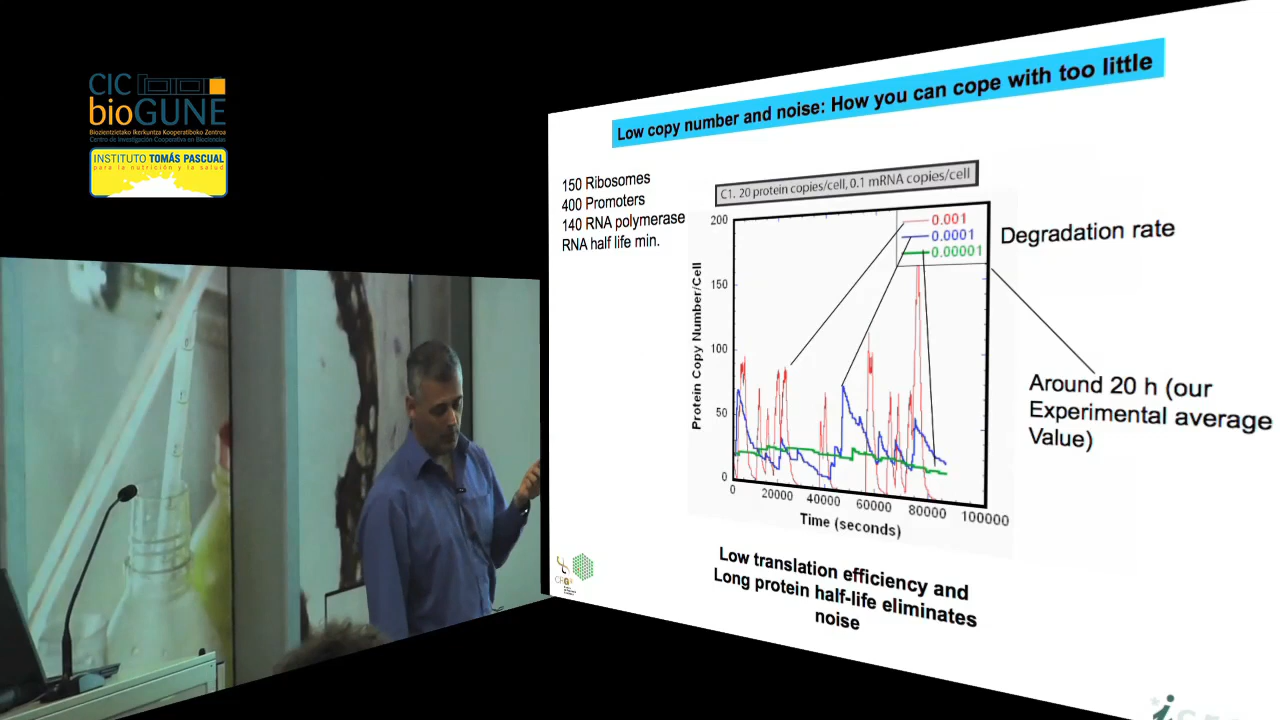 CIC
bioGUNE
Biozientzietako Ikerkuntza Kooperatiboko Zentroa
Centro de Investigación Cooperativa en Biociencias
INSTITUTO TOMÁS PASCUAL
para la nutrición y la salud
Low copy number and noise: How you can cope with too little
150 Ribosomes
400 Promoters
140 RNA polymerase
RNA half life min.
C1. 20 protein copies/cell, 0.1 mRNA copies/cell
200
150
100
50
0
Protein Copy Number/Cell
0.001
0.0001
0.00001
Degradation rate
Around 20 h (our
Experimental average
Value)
0
20000
40000
60000
80000
100000
Time (seconds)
Low translation efficiency and
Long protein half-life eliminates
noise